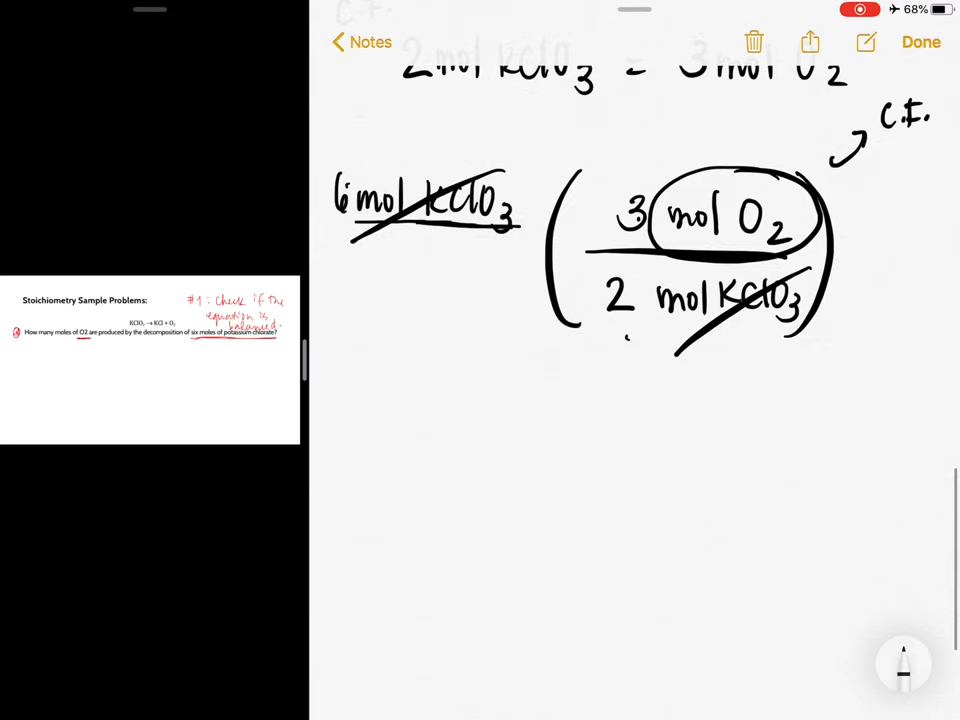 68%
Notes
Done
C.F.
2 mol KClO3 = 3 mol O2
C.F.
6 mol KClO3 ( 3 mol O2
2 mol KClO3 )
Stoichiometry Sample Problems:
#1: Check if the
equation is
balanced.
KClO3 → KCl + O2
How many moles of O2 are produced by the decomposition of six moles of potassium chlorate?